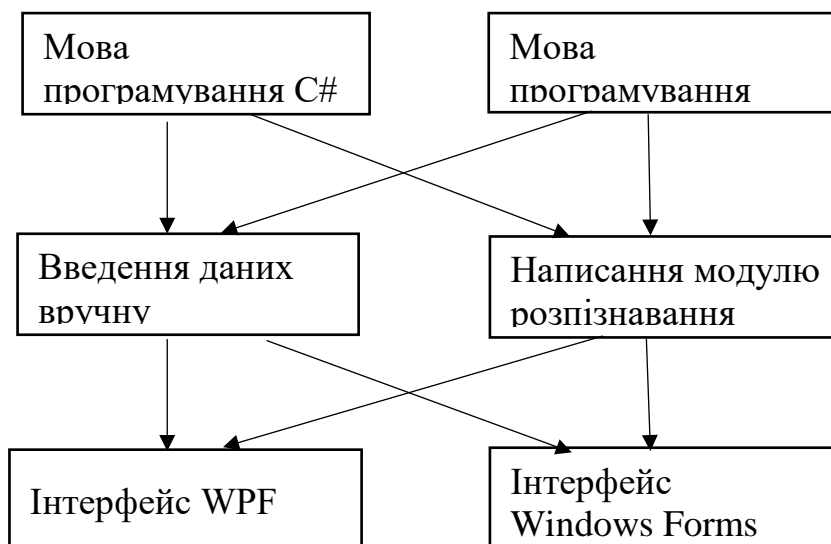 Мова
програмування C#
Мова
програмування
Введення даних
вручну
Написання модулю
розпізнавання
Інтерфейс WPF
Інтерфейс
Windows Forms